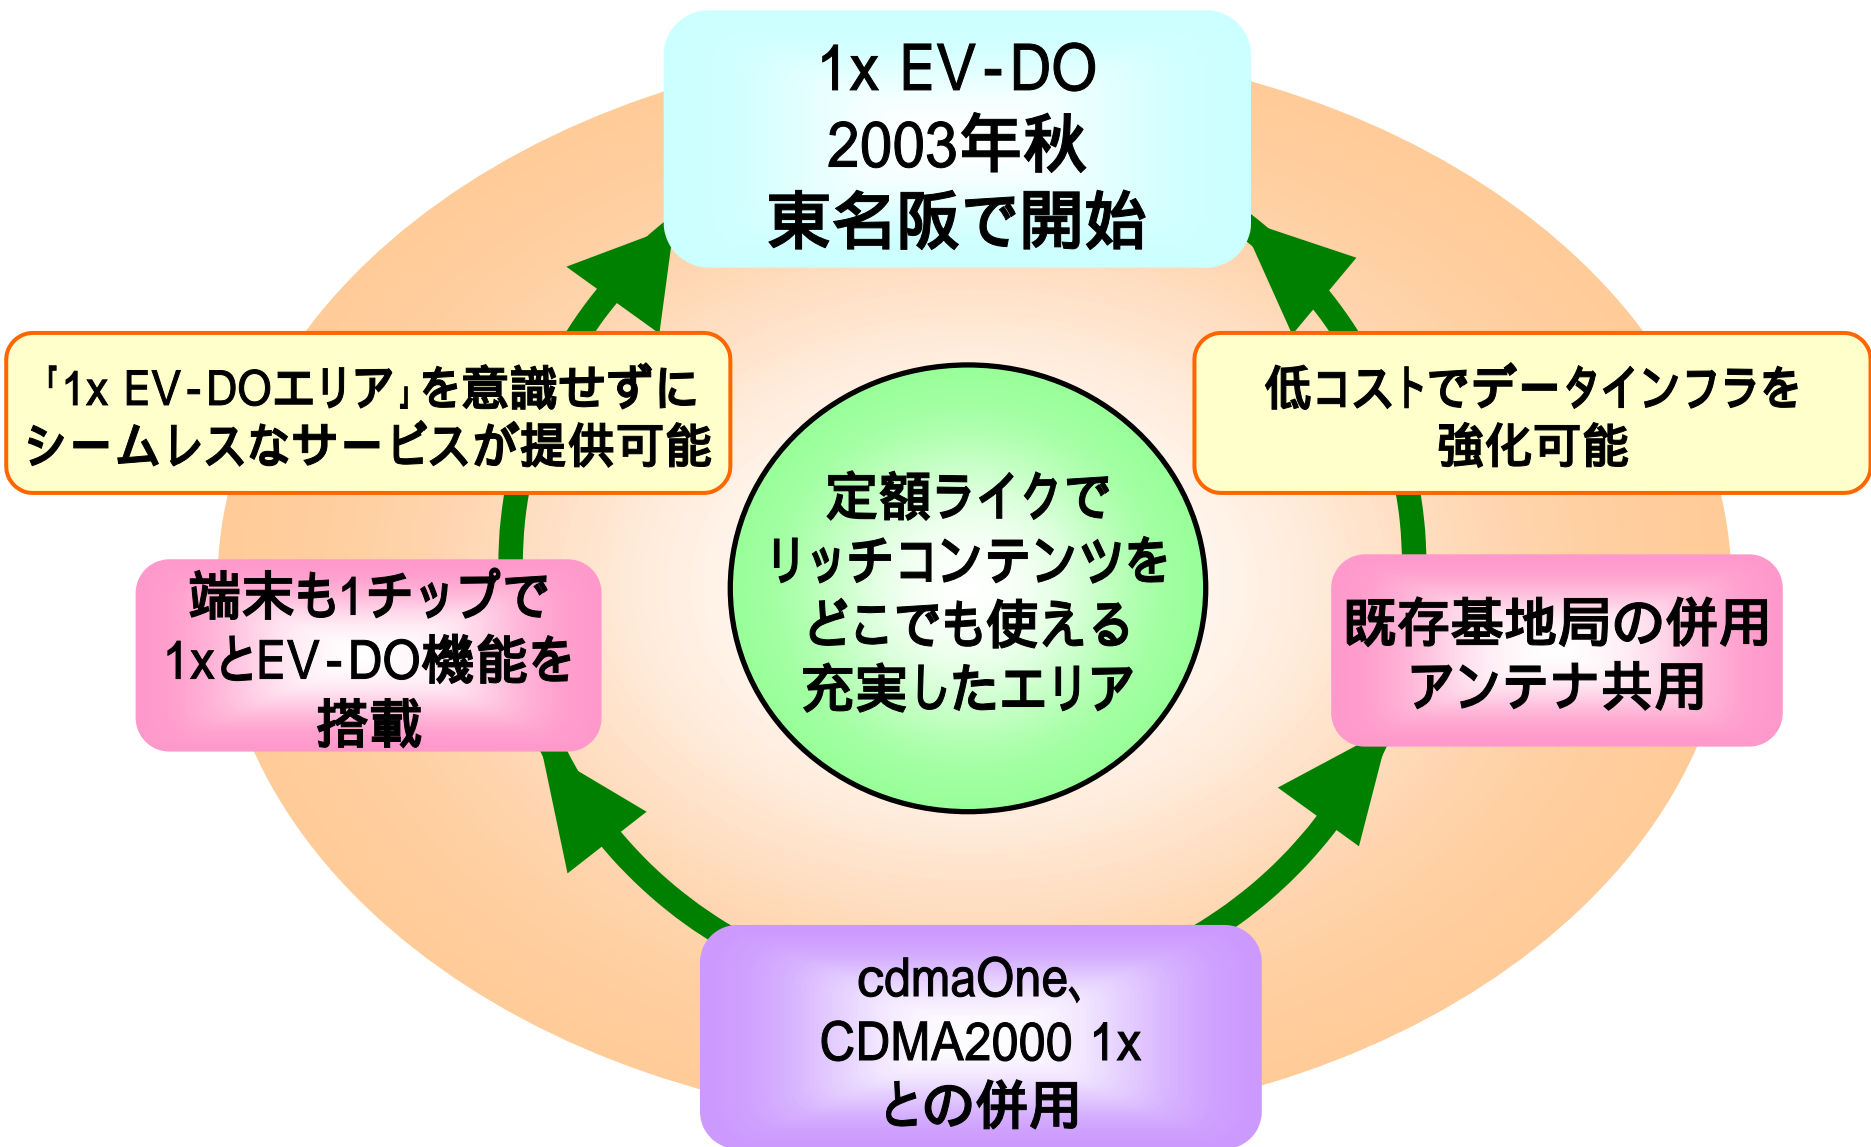 1x EV-DO
2003年秋
東名阪で開始
「1x EV-DOエリア」を意識せずに
シームレスなサービスが提供可能
低コストでデータインフラを
強化可能
定額ライクで
リッチコンテンツを
どこでも使える
充実したエリア
端末も1チップで
1xとEV-DO機能を
搭載
既存基地局の併用
アンテナ共用
cdmaOne、
CDMA2000 1x
との併用